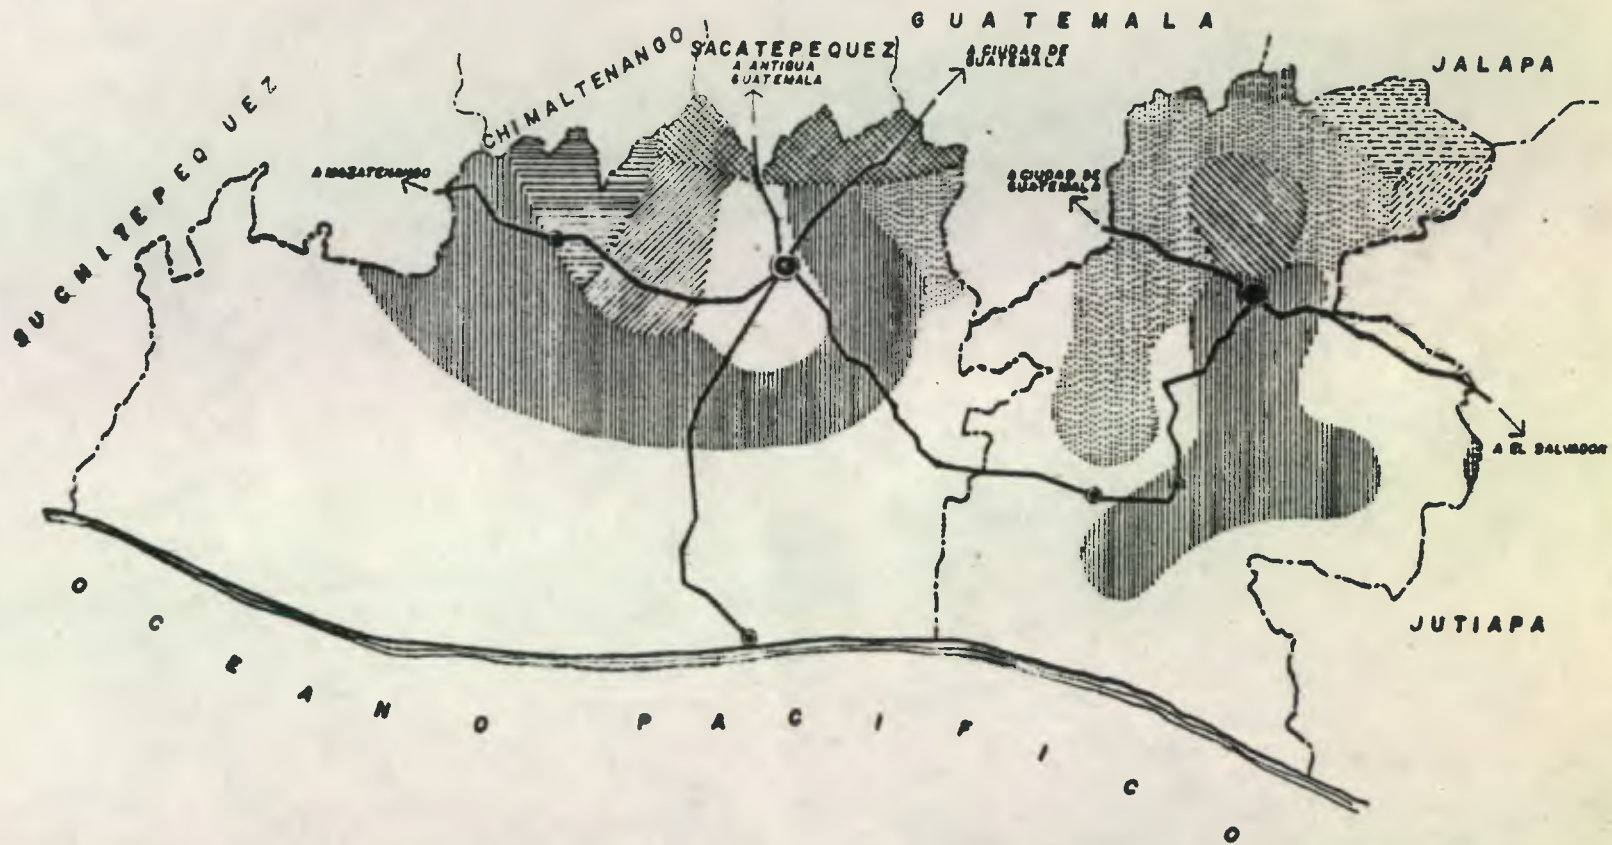 GUATEMALA
SACATEPEQUEZ
A ANTIGUA
GUATEMALA
A CIUDAD DE
GUATEMALA
JALAPA
CHIMALTENANGO
SUCHITEPEQUEZ
A MAZATENANGO
A CIUDAD DE
GUATEMALA
A EL SALVADOR
JUTIAPA
OCEANO PACIFICO